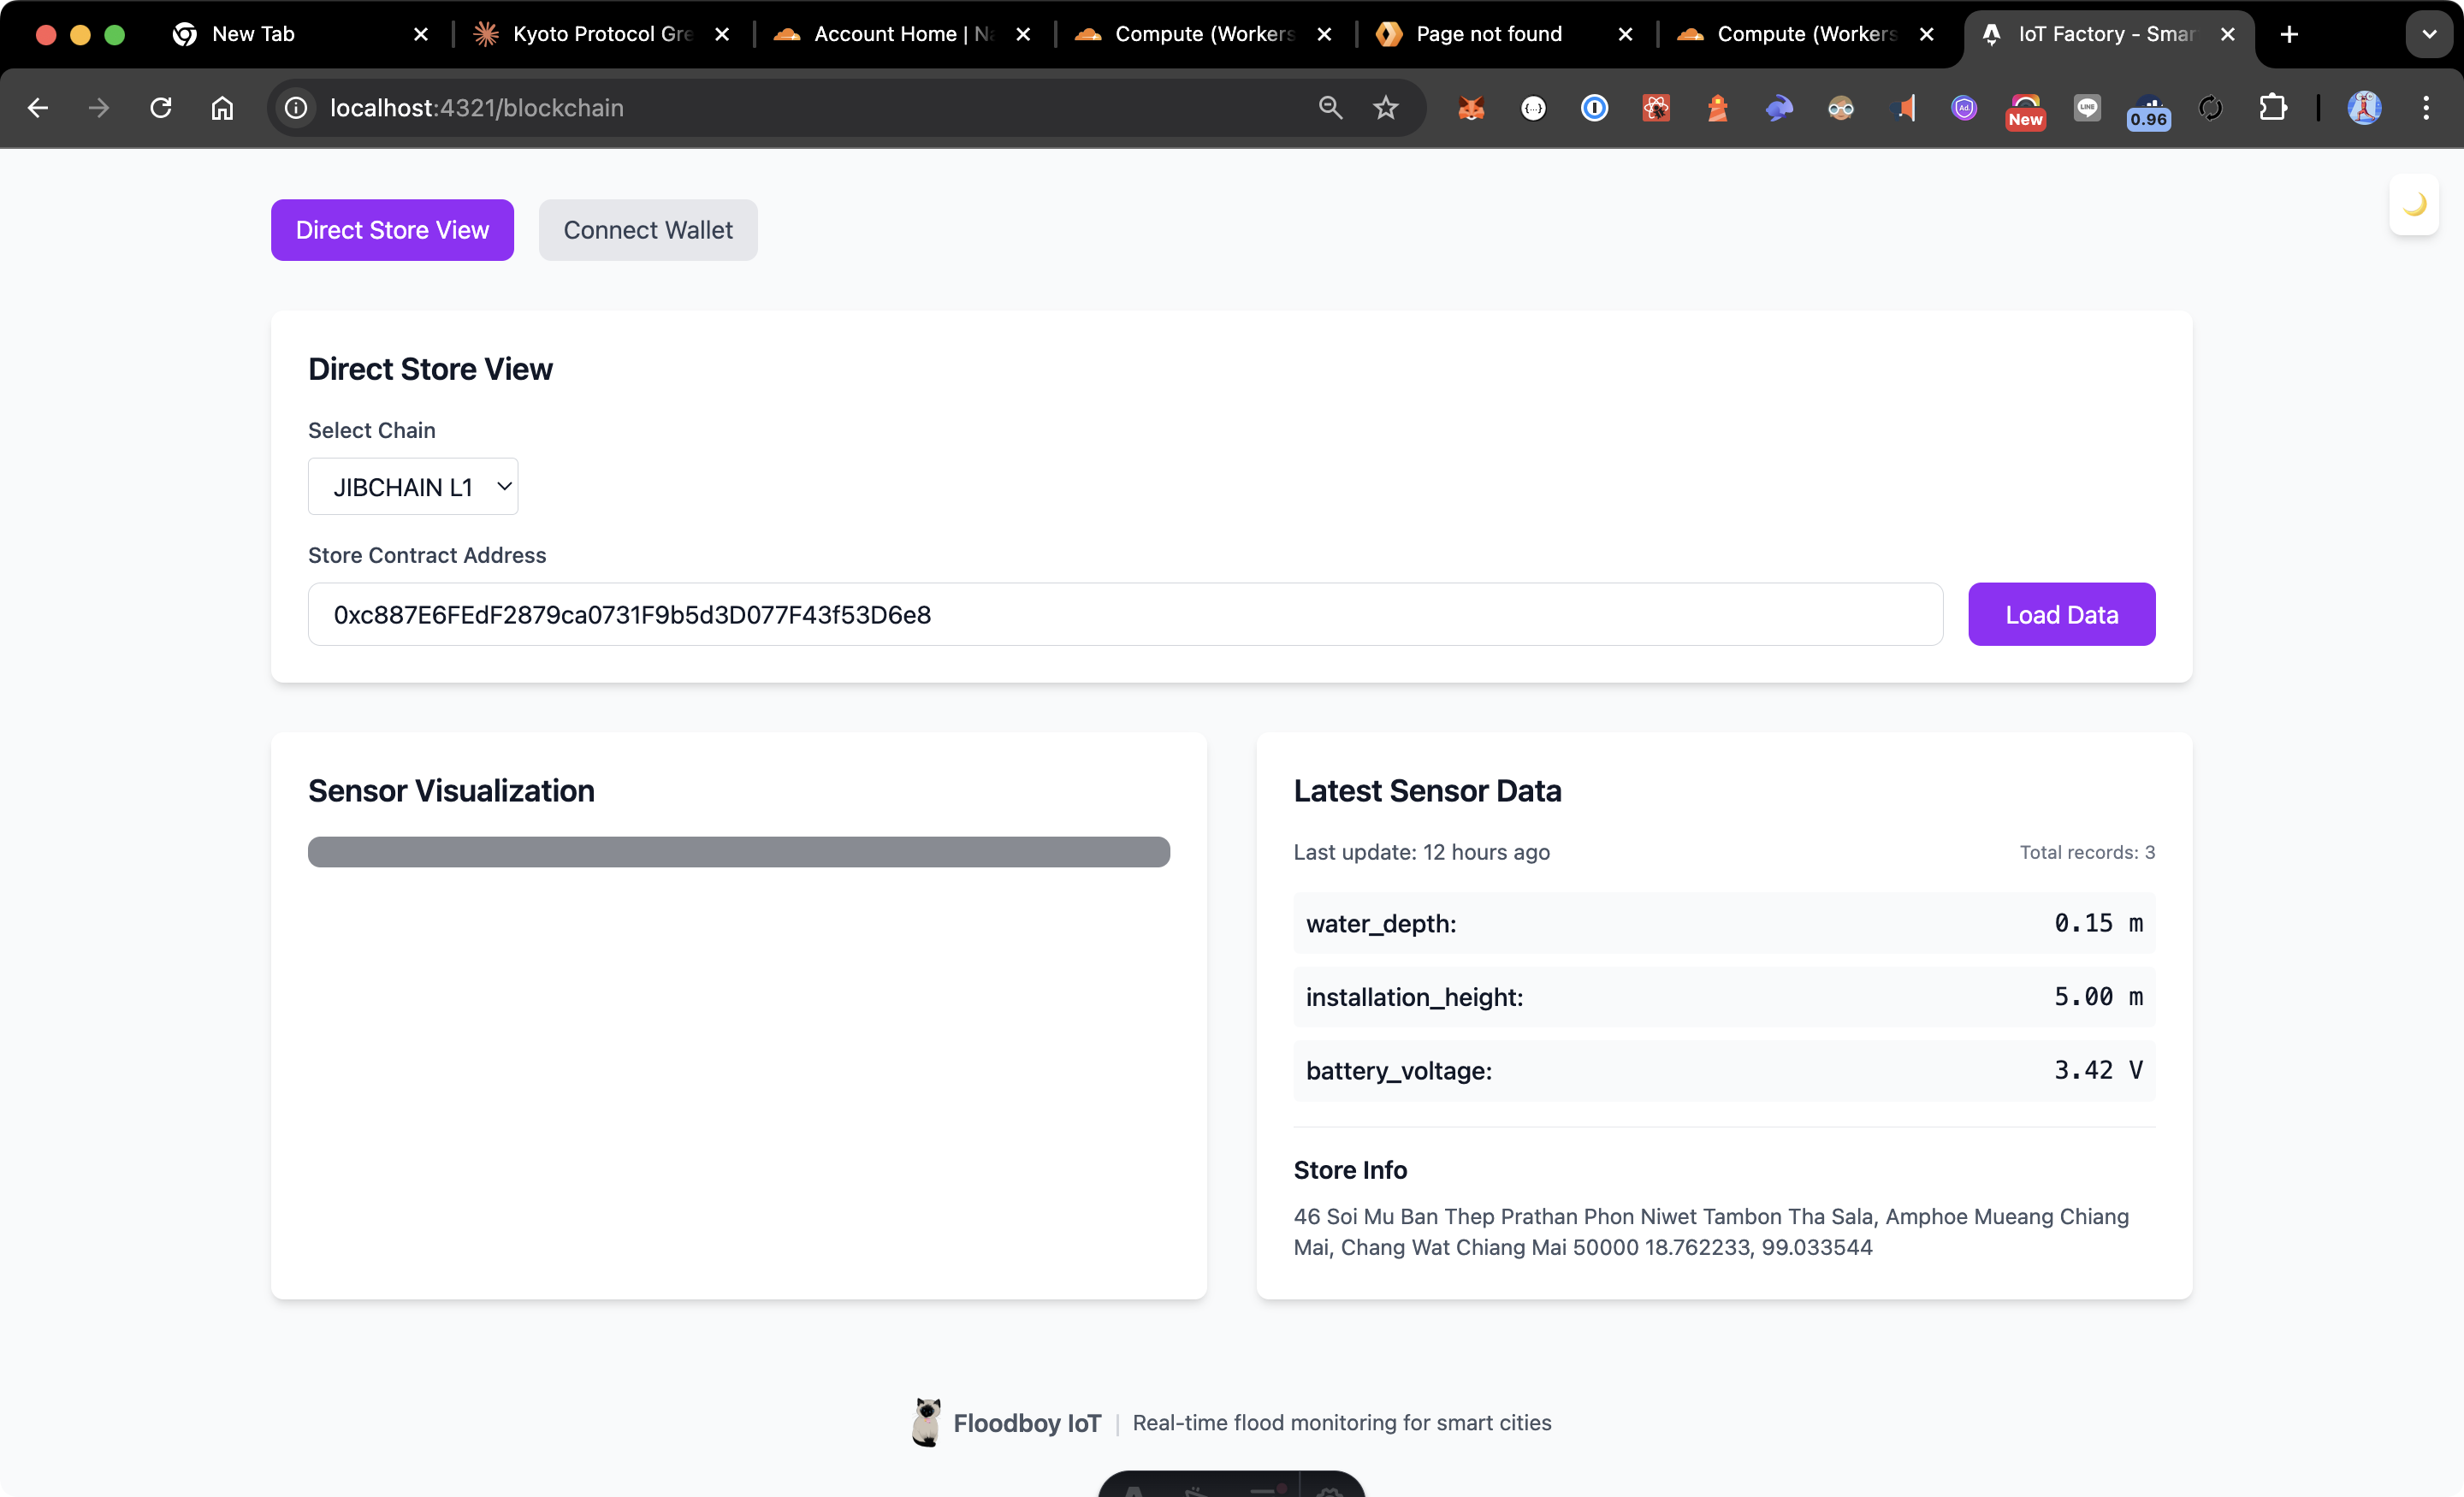 New Tab
Kyoto Protocol Gre
Account Home | Na
Compute (Workers
Page not found
Compute (Workers
IoT Factory - Smar
localhost:4321/blockchain
New
0.96
Direct Store View
Connect Wallet
Direct Store View
Select Chain
JIBCHAIN L1
Store Contract Address
0xc887E6FEdF2879ca0731F9b5d3D077F43f53D6e8
Load Data
Sensor Visualization
Latest Sensor Data
Last update: 12 hours ago
Total records: 3
water_depth:
0.15 m
installation_height:
5.00 m
battery_voltage:
3.42 V
Store Info
46 Soi Mu Ban Thep Prathan Phon Niwet Tambon Tha Sala, Amphoe Mueang Chiang
Mai, Chang Wat Chiang Mai 50000 18.762233, 99.033544
Floodboy IoT | Real-time flood monitoring for smart cities